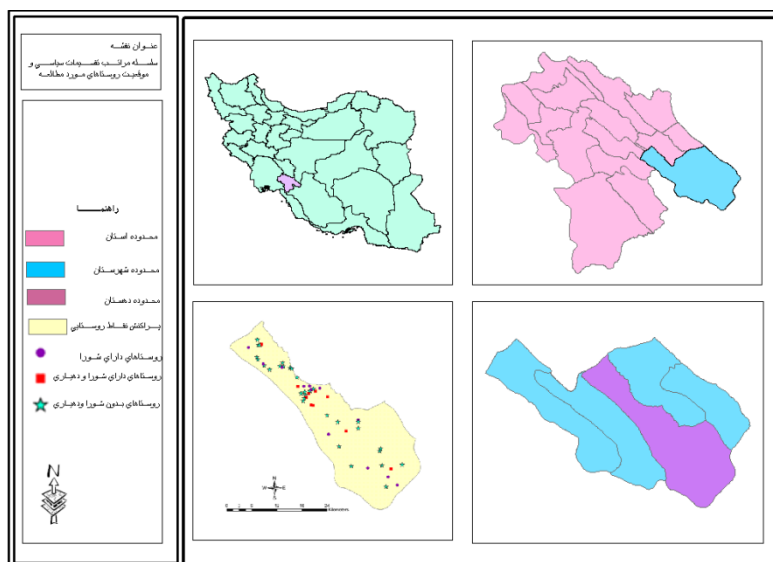 عنوان نقشه
سلسله مراتب تقسیمات سیاسی و
موقعیت روستاهای مورد مطالعه
راهنما
محدوده استان
محدوده شهرستان
محدوده دهستان
پراکنش نقاط روستایی
روستاهای دارای شورا
روستاهای دارای شورا و دهیاری
روستاهای بدون شورا ودهیاری
N
N
W E
S